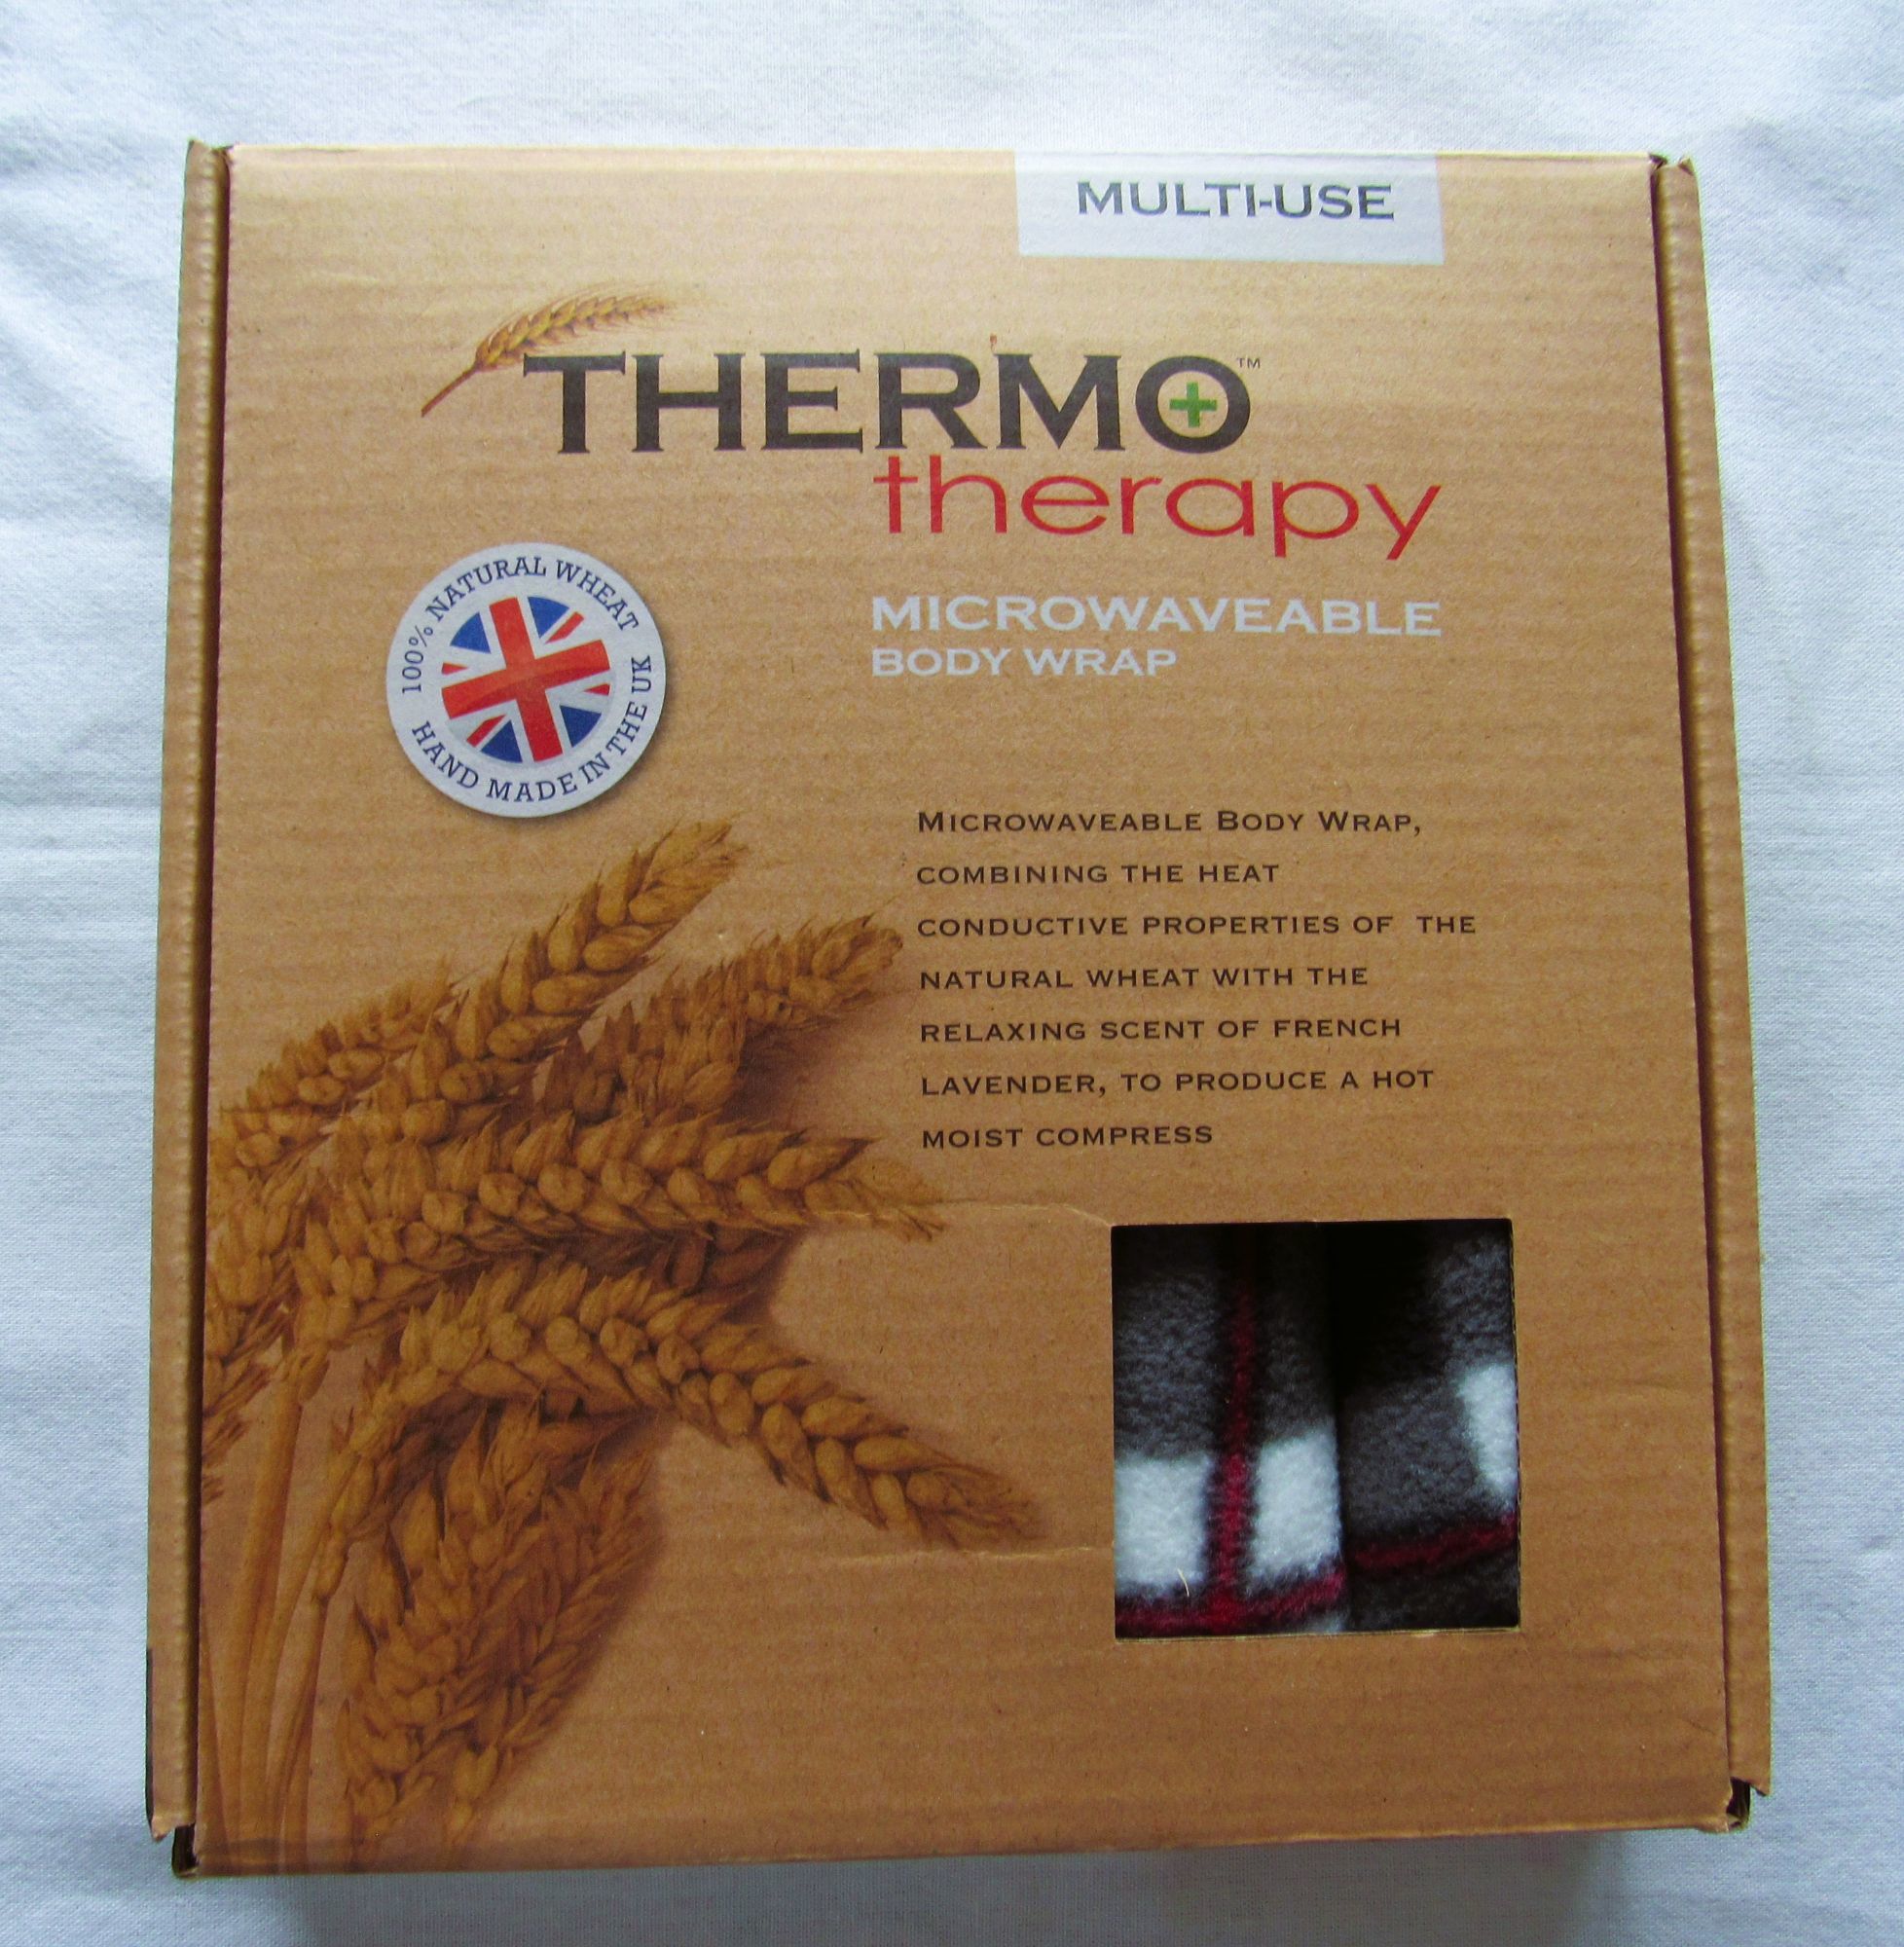 MULTI-USE
THERMO™
therapy
100% NATURAL WHEAT
HAND MADE IN THE UK
MICROWAVEABLE
BODY WRAP
MICROWAVEABLE BODY WRAP,
COMBINING THE HEAT
CONDUCTIVE PROPERTIES OF THE
NATURAL WHEAT WITH THE
RELAXING SCENT OF FRENCH
LAVENDER, TO PRODUCE A HOT
MOIST COMPRESS